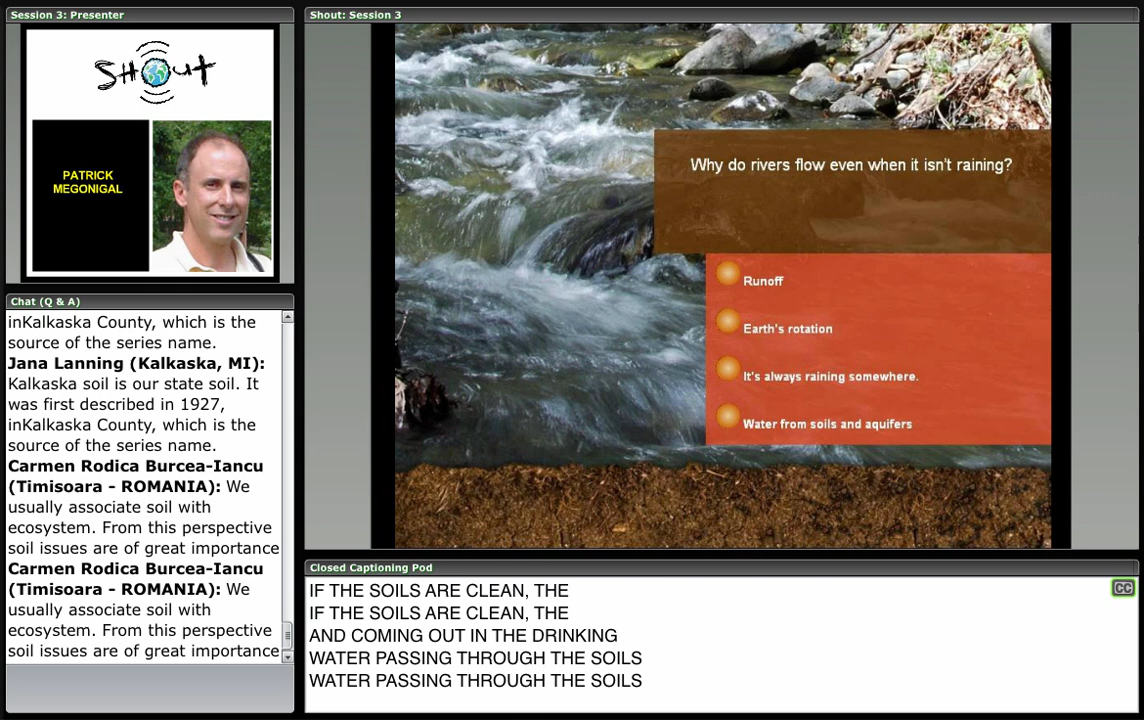 Session 3: Presenter
SHOUT
PATRICK
MEGONIGAL
Chat (Q & A)
inKalkaska County, which is the
source of the series name.
Jana Lanning (Kalkaska, MI):
Kalkaska soil is our state soil. It
was first described in 1927,
inKalkaska County, which is the
source of the series name.
Carmen Rodica Burcea-Iancu
(Timisoara - ROMANIA): We
usually associate soil with
ecosystem. From this perspective
soil issues are of great importance
Carmen Rodica Burcea-Iancu
(Timisoara - ROMANIA): We
usually associate soil with
ecosystem. From this perspective
soil issues are of great importance
Shout: Session 3
Why do rivers flow even when it isn't raining?
Runoff
Earth's rotation
It's always raining somewhere.
Water from soils and aquifers
Closed Captioning Pod
CC
IF THE SOILS ARE CLEAN, THE
IF THE SOILS ARE CLEAN, THE
AND COMING OUT IN THE DRINKING
WATER PASSING THROUGH THE SOILS
WATER PASSING THROUGH THE SOILS